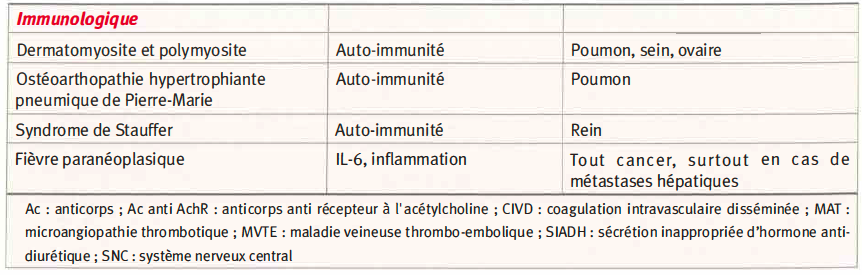 Immunologique
Dermatomyosite et polymyosite Auto-immunité Poumon, sein, ovaire
Ostéoarthopathie hypertrophiante Auto-immunité Poumon
pneumique de Pierre-Marie
Syndrome de Stauffer Auto-immunité Rein
Fièvre paranéoplasique IL-6, inflammation Tout cancer, surtout en cas de
métastases hépatiques
Ac : anticorps ; Ac anti AchR : anticorps anti récepteur à l'acétylcholine ; CIVD : coagulation intravasculaire disséminée ; MAT :
microangiopathie thrombotique ; MVTE : maladie veineuse thrombo-embolique ; SIADH : sécrétion inappropriée d'hormone anti-
diurétique ; SNC : système nerveux central